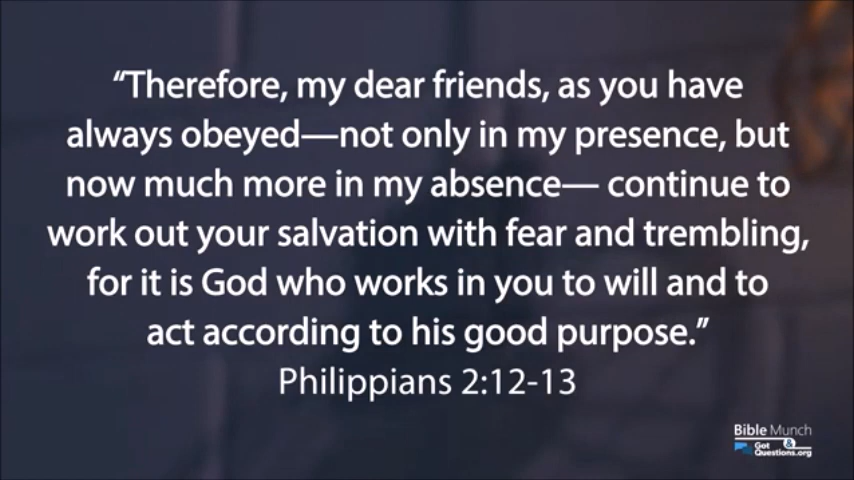 “Therefore, my dear friends, as you have
always obeyed—not only in my presence, but
now much more in my absence— continue to
work out your salvation with fear and trembling,
for it is God who works in you to will and to
act according to his good purpose.”
Philippians 2:12-13
Bible Munch
&
Got
Questions.org